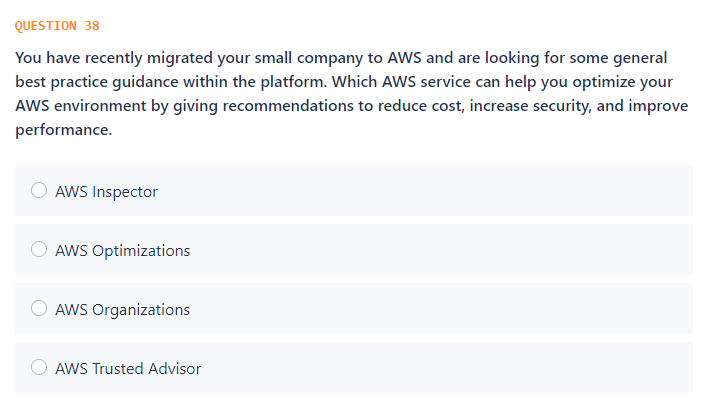 QUESTION 38
You have recently migrated your small company to AWS and are looking for some general
best practice guidance within the platform. Which AWS service can help you optimize your
AWS environment by giving recommendations to reduce cost, increase security, and improve
performance.
AWS Inspector
AWS Optimizations
AWS Organizations
AWS Trusted Advisor